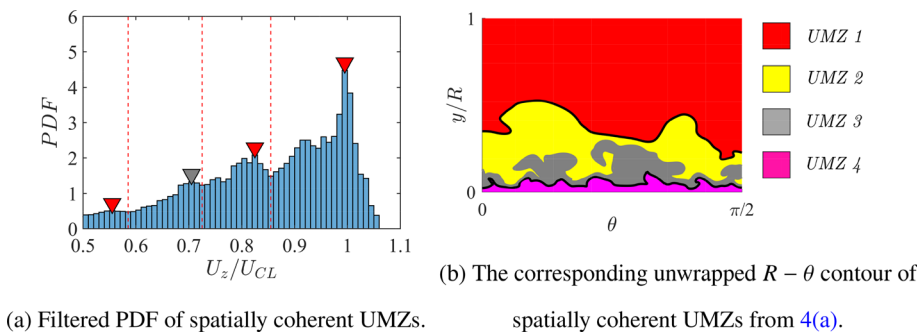 6
5
4
3
2
1
0
PDF
0.5 0.6 0.7 0.8 0.9 1 1.1
U_z/U_{CL}
(a) Filtered PDF of spatially coherent UMZs.
1
y/R
0
0 π/2
θ
UMZ 1
UMZ 2
UMZ 3
UMZ 4
(b) The corresponding unwrapped R − θ contour of
spatially coherent UMZs from 4(a).